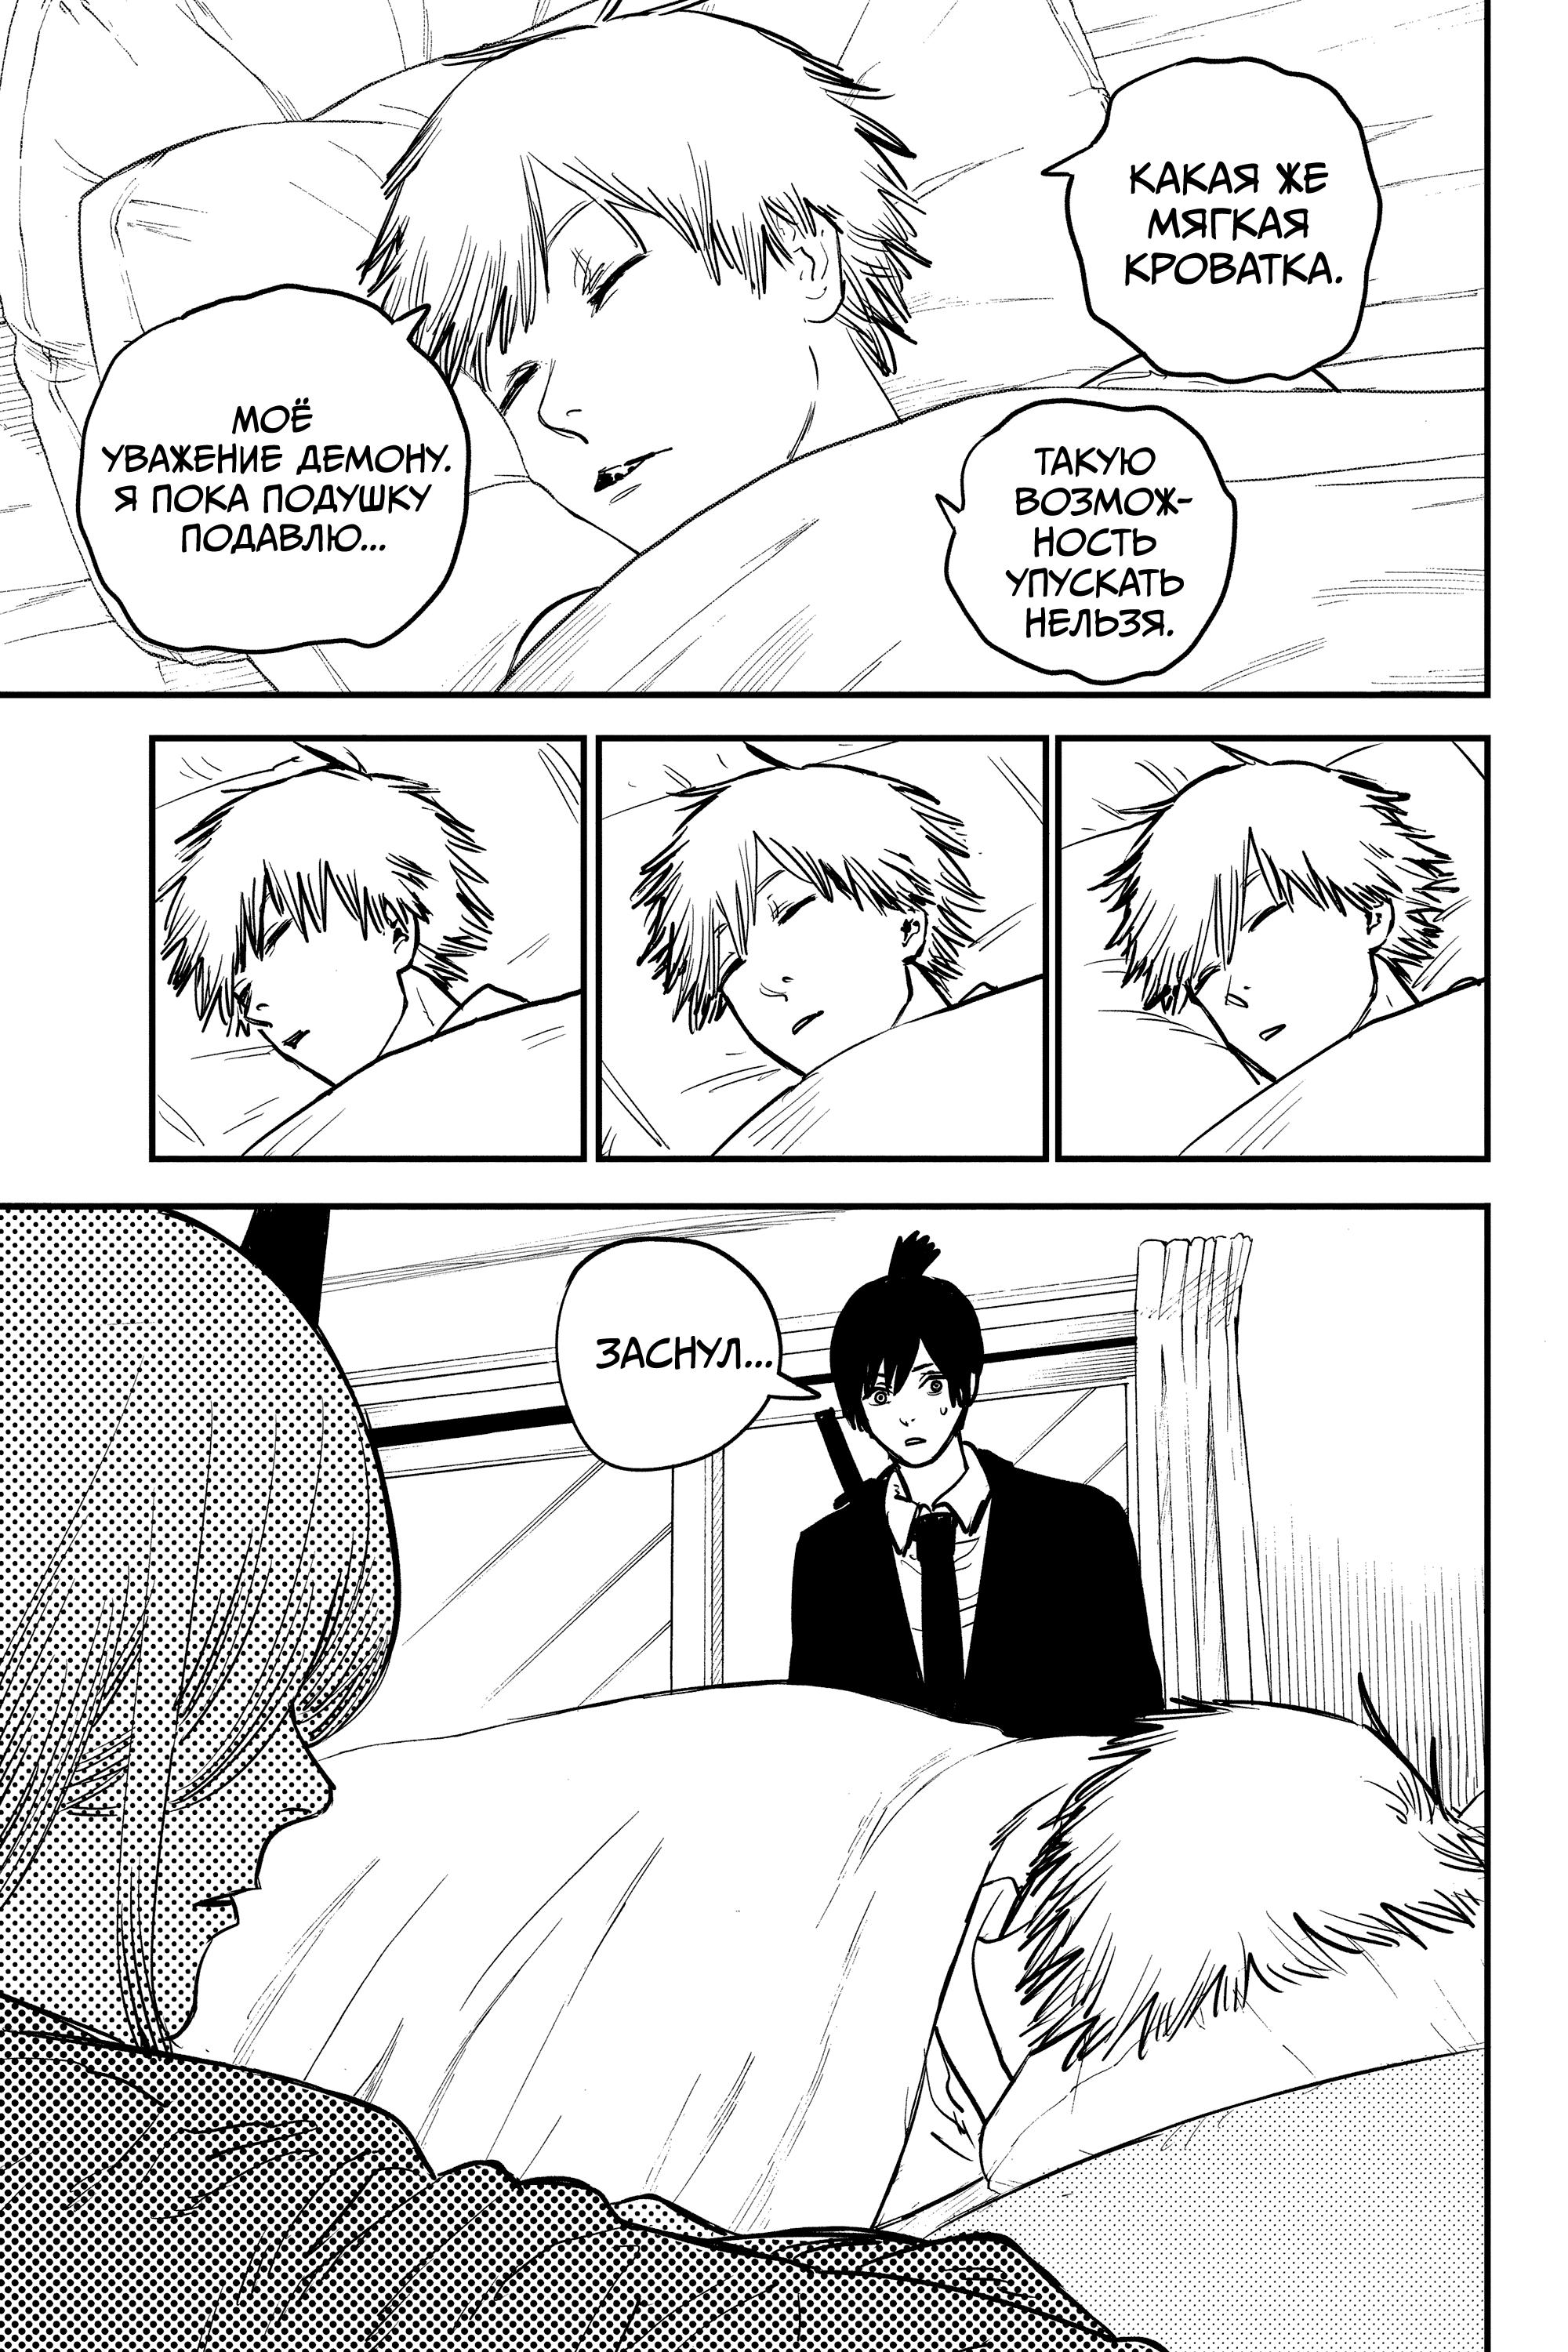 КАКАЯ ЖЕ
МЯГКАЯ
КРОВАТКА.
ТАКУЮ
ВОЗМОЖ-
НОСТЬ
УПУСКАТЬ
НЕЛЬЗЯ.
МОЁ
УВАЖЕНИЕ ДЕМОНУ.
Я ПОКА ПОДУШКУ
ПОДАВЛЮ...
ЗАСНУЛ...